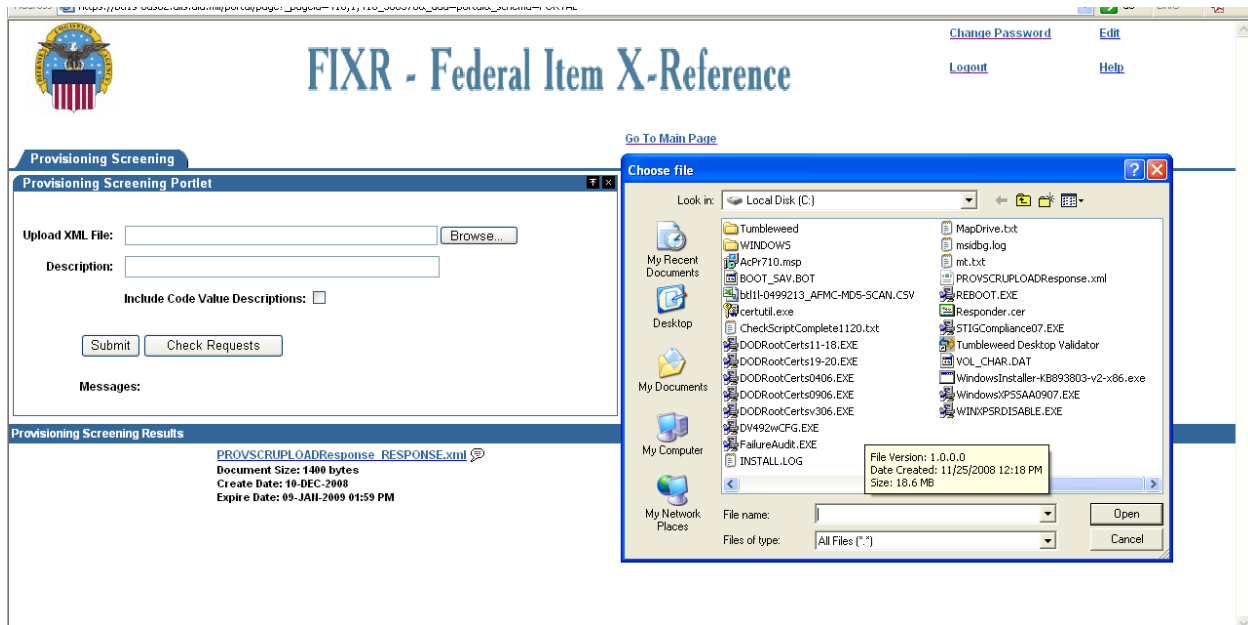 Change Password Edit
FIXR - Federal Item X-Reference
Logout Help
Go To Main Page
Provisioning Screening
Provisioning Screening Portlet
Upload XML File: Browse...
Description:
Include Code Value Descriptions:
Submit Check Requests
Messages:
Provisioning Screening Results
PROVSCRUPLOADResponse_RESPONSE.xml
Document Size: 1400 bytes
Create Date: 10-DEC-2008
Expire Date: 09-JAN-2009 01:59 PM
Choose file
Look in: Local Disk (C:)
My Recent
Documents
Desktop
My Documents
My Computer
My Network
Places
Tumbleweed
WINDOWS
AcPr710.msp
BOOT_SAV.BOT
btl1l-0499213_AFMC-MD5-SCAN.CSV
certutil.exe
CheckScriptComplete1120.txt
DODRootCerts11-18.EXE
DODRootCerts19-20.EXE
DODRootCerts0406.EXE
DODRootCerts0906.EXE
DODRootCertsv306.EXE
DV492wCFG.EXE
FailureAudit.EXE
INSTALL.LOG
MapDrive.txt
msidbg.log
mt.txt
PROVSCRUPLOADResponse.xml
REBOOT.EXE
Responder.cer
STIGCompliance07.EXE
Tumbleweed Desktop Validator
VOL_CHAR.DAT
WindowsInstaller-KB893803-v2-x86.exe
WindowsXPSSAA0907.EXE
WINXPSRDISABLE.EXE
File Version: 1.0.0.0
Date Created: 11/25/2008 12:18 PM
Size: 18.6 MB
File name: Open
Files of type: All Files (*.*) Cancel